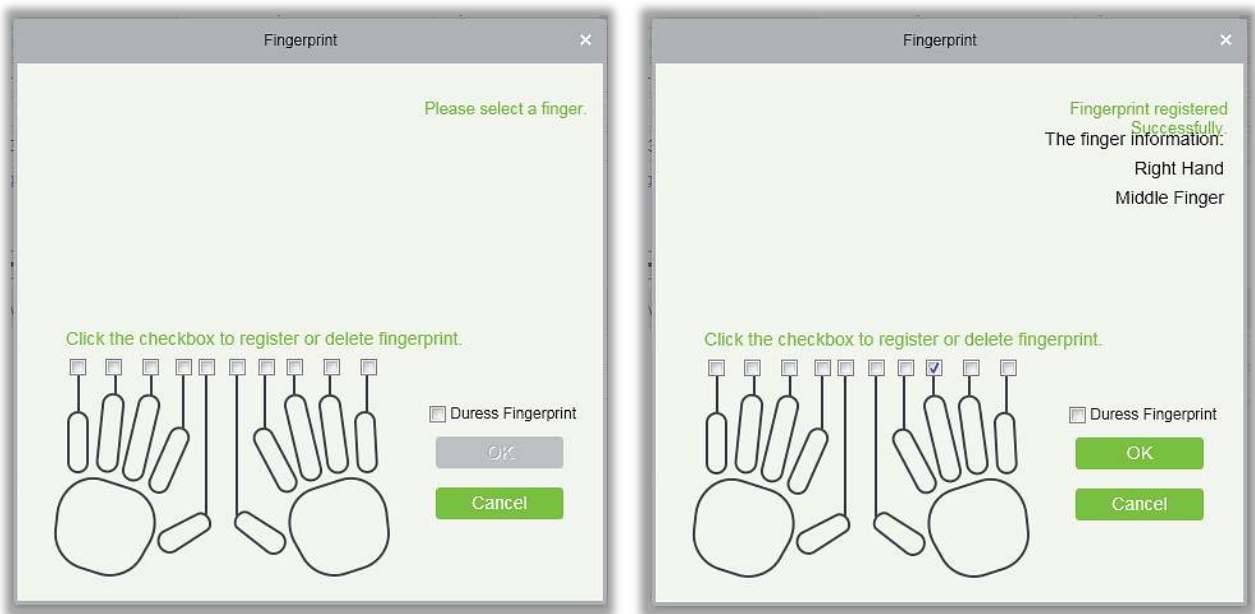 Fingerprint
Please select a finger.
Click the checkbox to register or delete fingerprint.
Duress Fingerprint
OK
Cancel
Fingerprint
Fingerprint registered
Successfully.
The finger information:
Right Hand
Middle Finger
Click the checkbox to register or delete fingerprint.
Duress Fingerprint
OK
Cancel